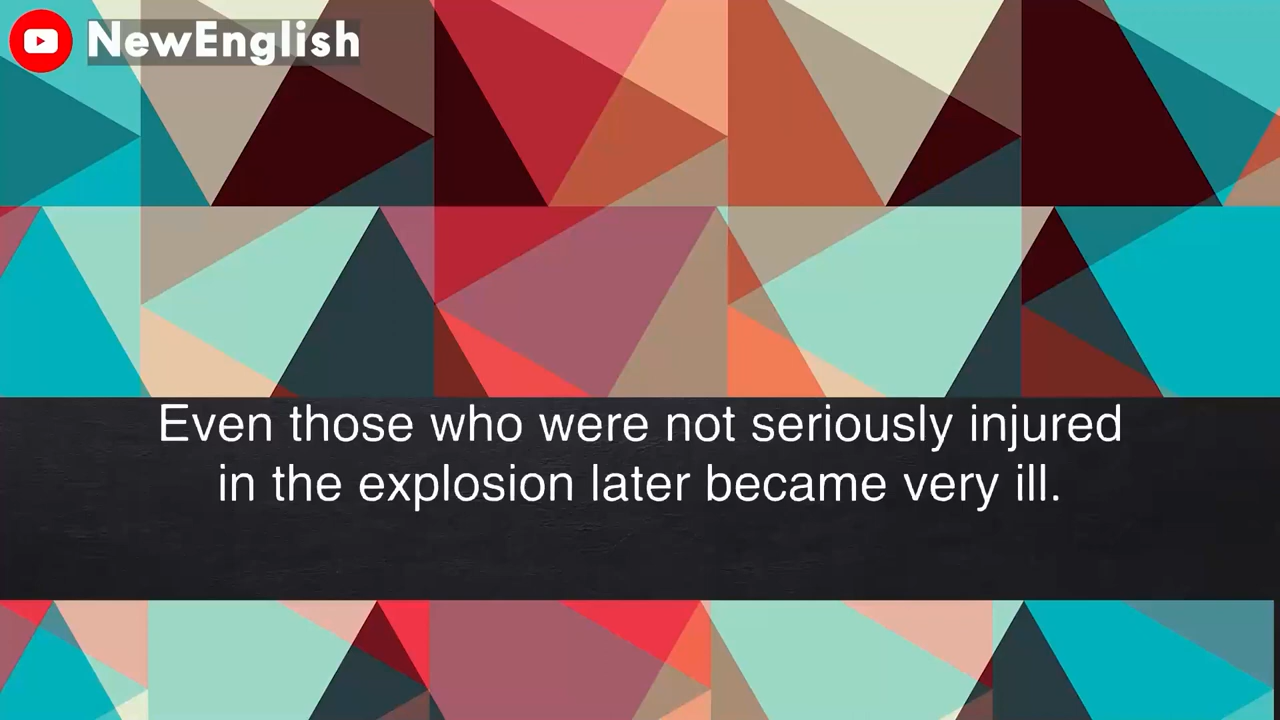 NewEnglish
Even those who were not seriously injured
in the explosion later became very ill.